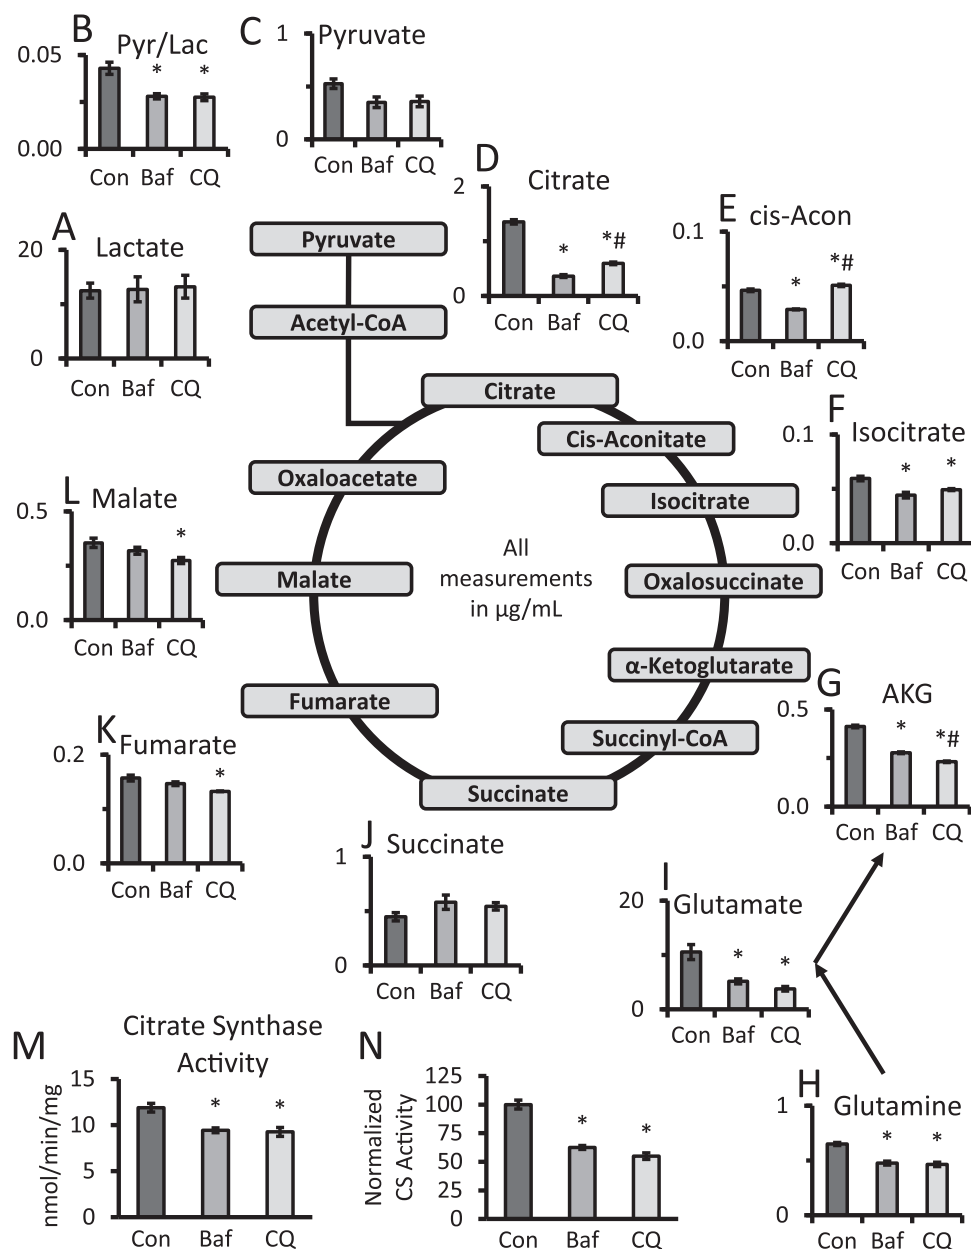 B
Pyr/Lac
0.05
* *
0.00
Con Baf CQ
C
Pyruvate
1
0
Con Baf CQ
D
Citrate
2
* *#
0
Con Baf CQ
E
cis-Acon
0.1
* *#
0.0
Con Baf CQ
A
Lactate
20
0
Con Baf CQ
Pyruvate
Acetyl-CoA
Citrate
Cis-Aconitate
Isocitrate
Oxalosuccinate
α-Ketoglutarate
Succinyl-CoA
Succinate
Fumarate
Malate
Oxaloacetate
All
measurements
in µg/mL
F
Isocitrate
0.1
* *
0.0
Con Baf CQ
L
Malate
0.5
*
0.0
Con Baf CQ
G
AKG
0.5
* *#
0.0
Con Baf CQ
K
Fumarate
0.2
*
0.0
Con Baf CQ
J
Succinate
1
0
Con Baf CQ
I
Glutamate
20
* *
0
Con Baf CQ
M
Citrate Synthase
Activity
nmol/min/mg
15
10
5
0
* *
Con Baf CQ
N
Normalized
CS Activity
125
100
75
50
25
0
* *
Con Baf CQ
H
Glutamine
1
* *
0
Con Baf CQ